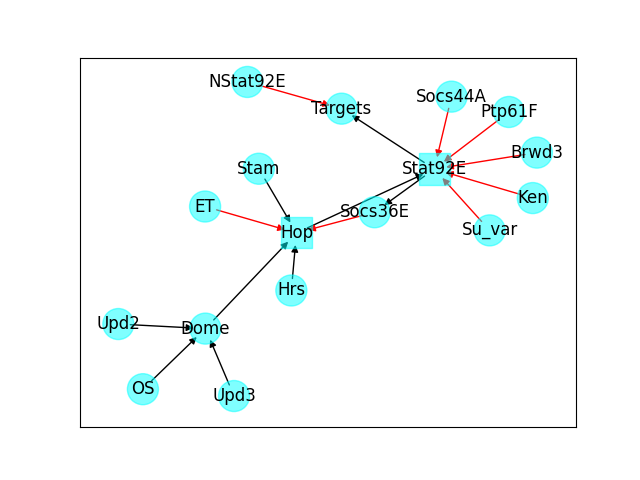 NStat92E
Socs44A
Targets
Ptp61F
Brwd3
Stam
Stat92E
Ken
ET
Socs36E
Su_var
Hop
Hrs
Upd2
Dome
OS
Upd3